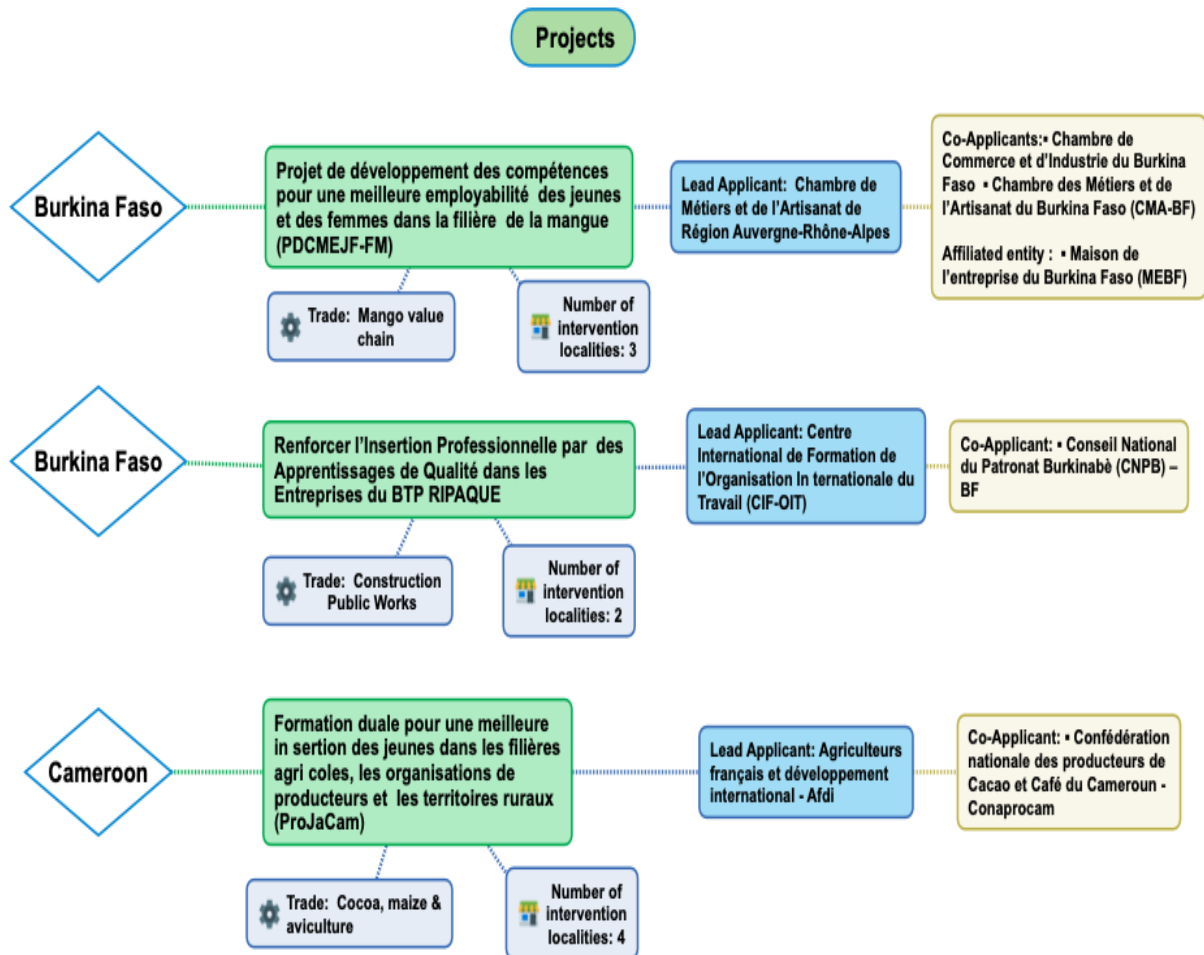 Projects
Burkina Faso
Projet de développement des compétences
pour une meilleure employabilité des jeunes
et des femmes dans la filière de la mangue
(PDCMEJF-FM)
Lead Applicant: Chambre de
Métiers et de l'Artisanat de
Région Auvergne-Rhône-Alpes
Co-Applicants:▪ Chambre de
Commerce et d'Industrie du Burkina
Faso ▪ Chambre des Métiers et de
l'Artisanat du Burkina Faso (CMA-BF)
Affiliated entity : ▪ Maison de
l'entreprise du Burkina Faso (MEBF)
Trade: Mango value
chain
Number of
intervention
localities: 3
Burkina Faso
Renforcer l'Insertion Professionnelle par des
Apprentissages de Qualité dans les
Entreprises du BTP RIPAQUE
Lead Applicant: Centre
International de Formation de
l'Organisation In ternationale du
Travail (CIF-OIT)
Co-Applicant: ▪ Conseil National
du Patronat Burkinabè (CNPB) –
BF
Trade: Construction
Public Works
Number of
intervention
localities: 2
Cameroon
Formation duale pour une meilleure
in sertion des jeunes dans les filières
agri coles, les organisations de
producteurs et les territoires ruraux
(ProJaCam)
Lead Applicant: Agriculteurs
français et développement
international - Afdi
Co-Applicant: ▪ Confédération
nationale des producteurs de
Cacao et Café du Cameroun -
Conaprocam
Trade: Cocoa, maize &
aviculture
Number of
intervention
localities: 4